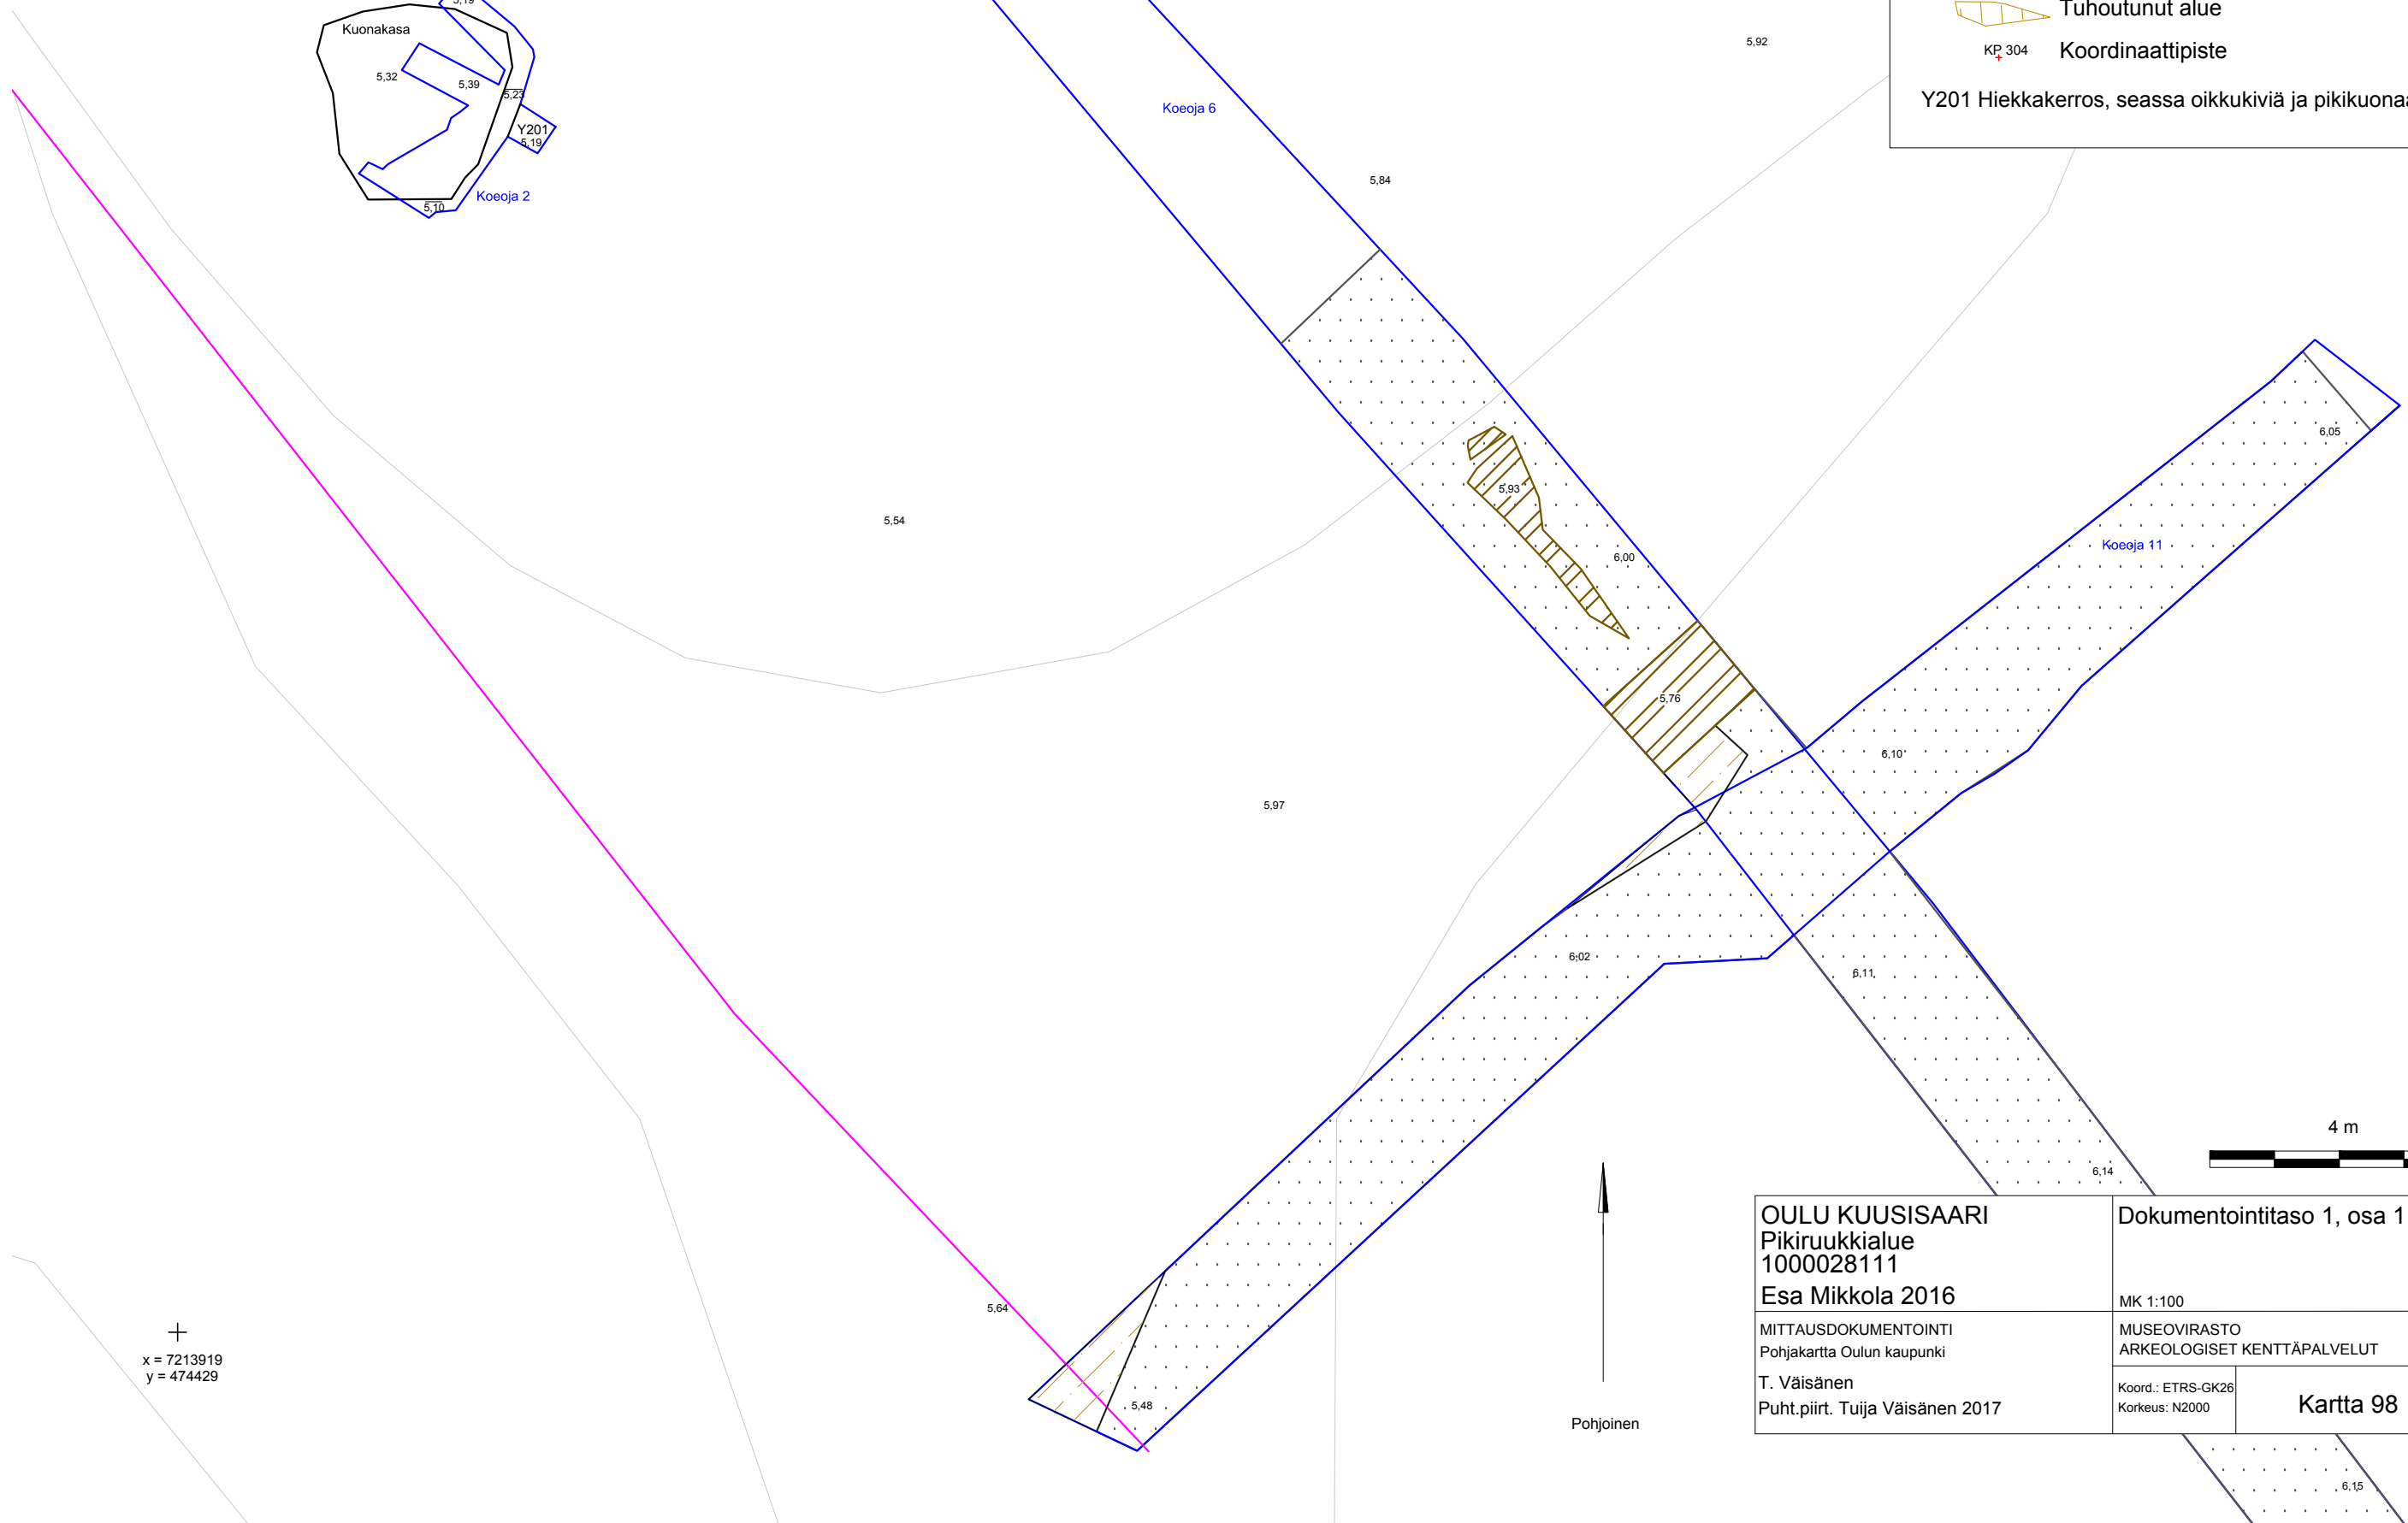 5,19
Kuonakasa
5,32
5,39
5,23
Y201
5,19
Koeoja 2
5,10
Koeoja 6
5,92
5,84
Tuhoutunut alue
KP 304
Koordinaattipiste
Y201 Hiekkakerros, seassa oikkukiviä ja pikikuonaa
6,05
5,93
5,54
Koeoja 11
6,00
5,76
6,10
5,97
6,02
6,11
4 m
6,14
5,64
5,48
x = 7213919
y = 474429
Pohjoinen
OULU KUUSISAARI
Pikiruukkialue
1000028111
Esa Mikkola 2016
Dokumentointitaso 1, osa 1
MK 1:100
MITTAUSDOKUMENTOINTI
Pohjakartta Oulun kaupunki
T. Väisänen
Puht.piirt. Tuija Väisänen 2017
MUSEOVIRASTO
ARKEOLOGISET KENTTÄPALVELUT
Koord.: ETRS-GK26
Korkeus: N2000
Kartta 98
6,15